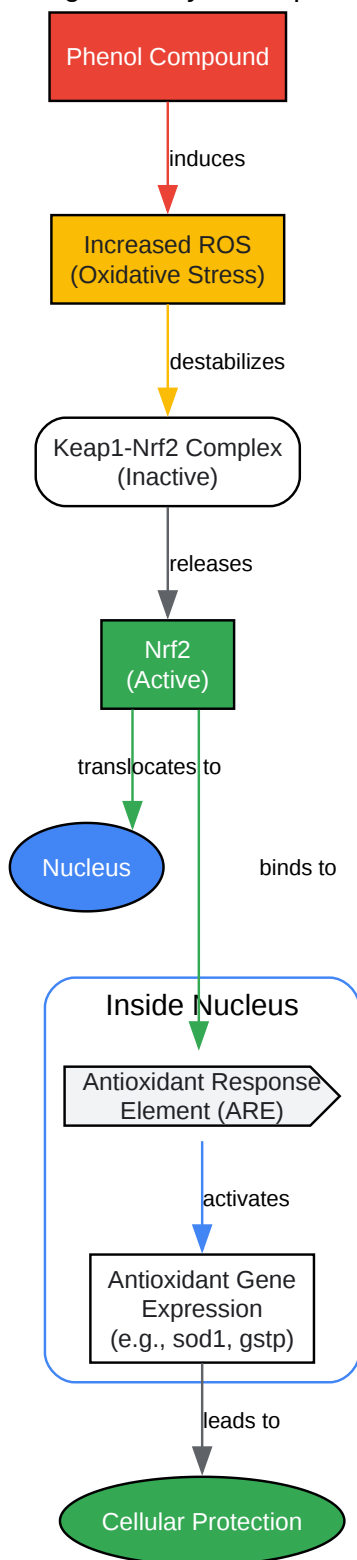 Phenol Compound
induces
Increased ROS
(Oxidative Stress)
destabilizes
Keap1-Nrf2 Complex
(Inactive)
releases
Nrf2
(Active)
translocates to
Nucleus
binds to
Inside Nucleus
Antioxidant Response
Element (ARE)
activates
Antioxidant Gene
Expression
(e.g., sod1, gstp)
leads to
Cellular Protection